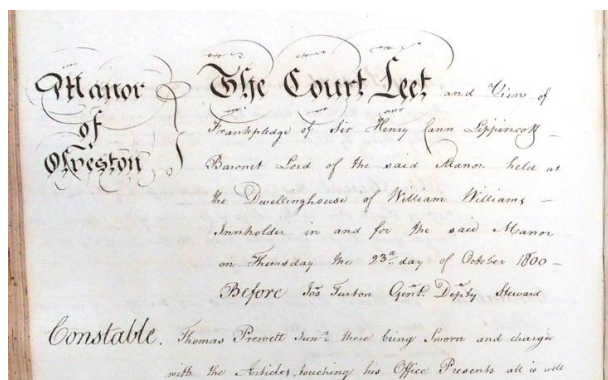 Manor of Olveston } The Court Leet and View of
Frankpledge of Sir Henry Cann Lippincott
Baronet Lord of the said Manor held at
the Dwellinghouse of William Williams
Innholder in and for the said Manor
on Thursday the 23d day of October 1800
Before Jos Turton Gent. Depty Steward
Constable. Thomas Prewett Junr. there being Sworn and charged
with the Articles touching his Office Presents all is well